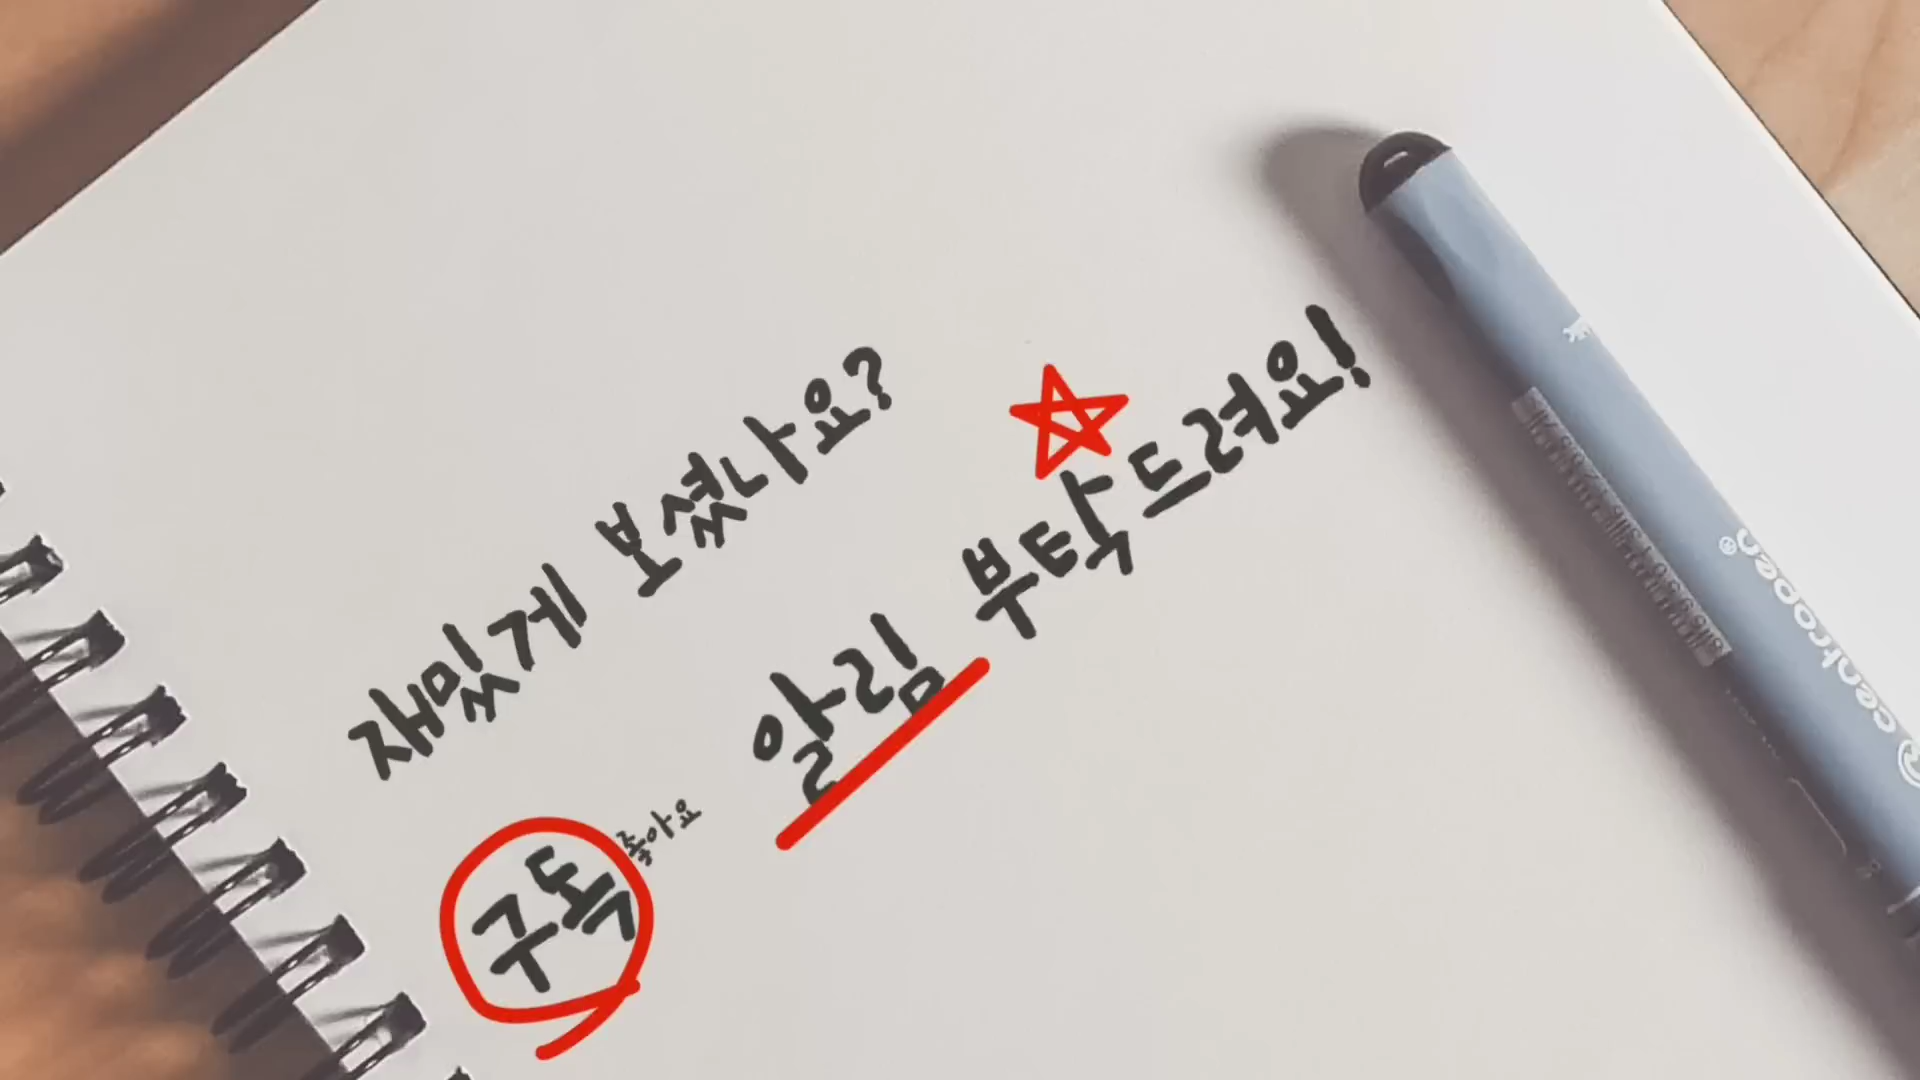 재밌게 보셨나요?
구독 좋아요 알림 부탁드려요!
centropen